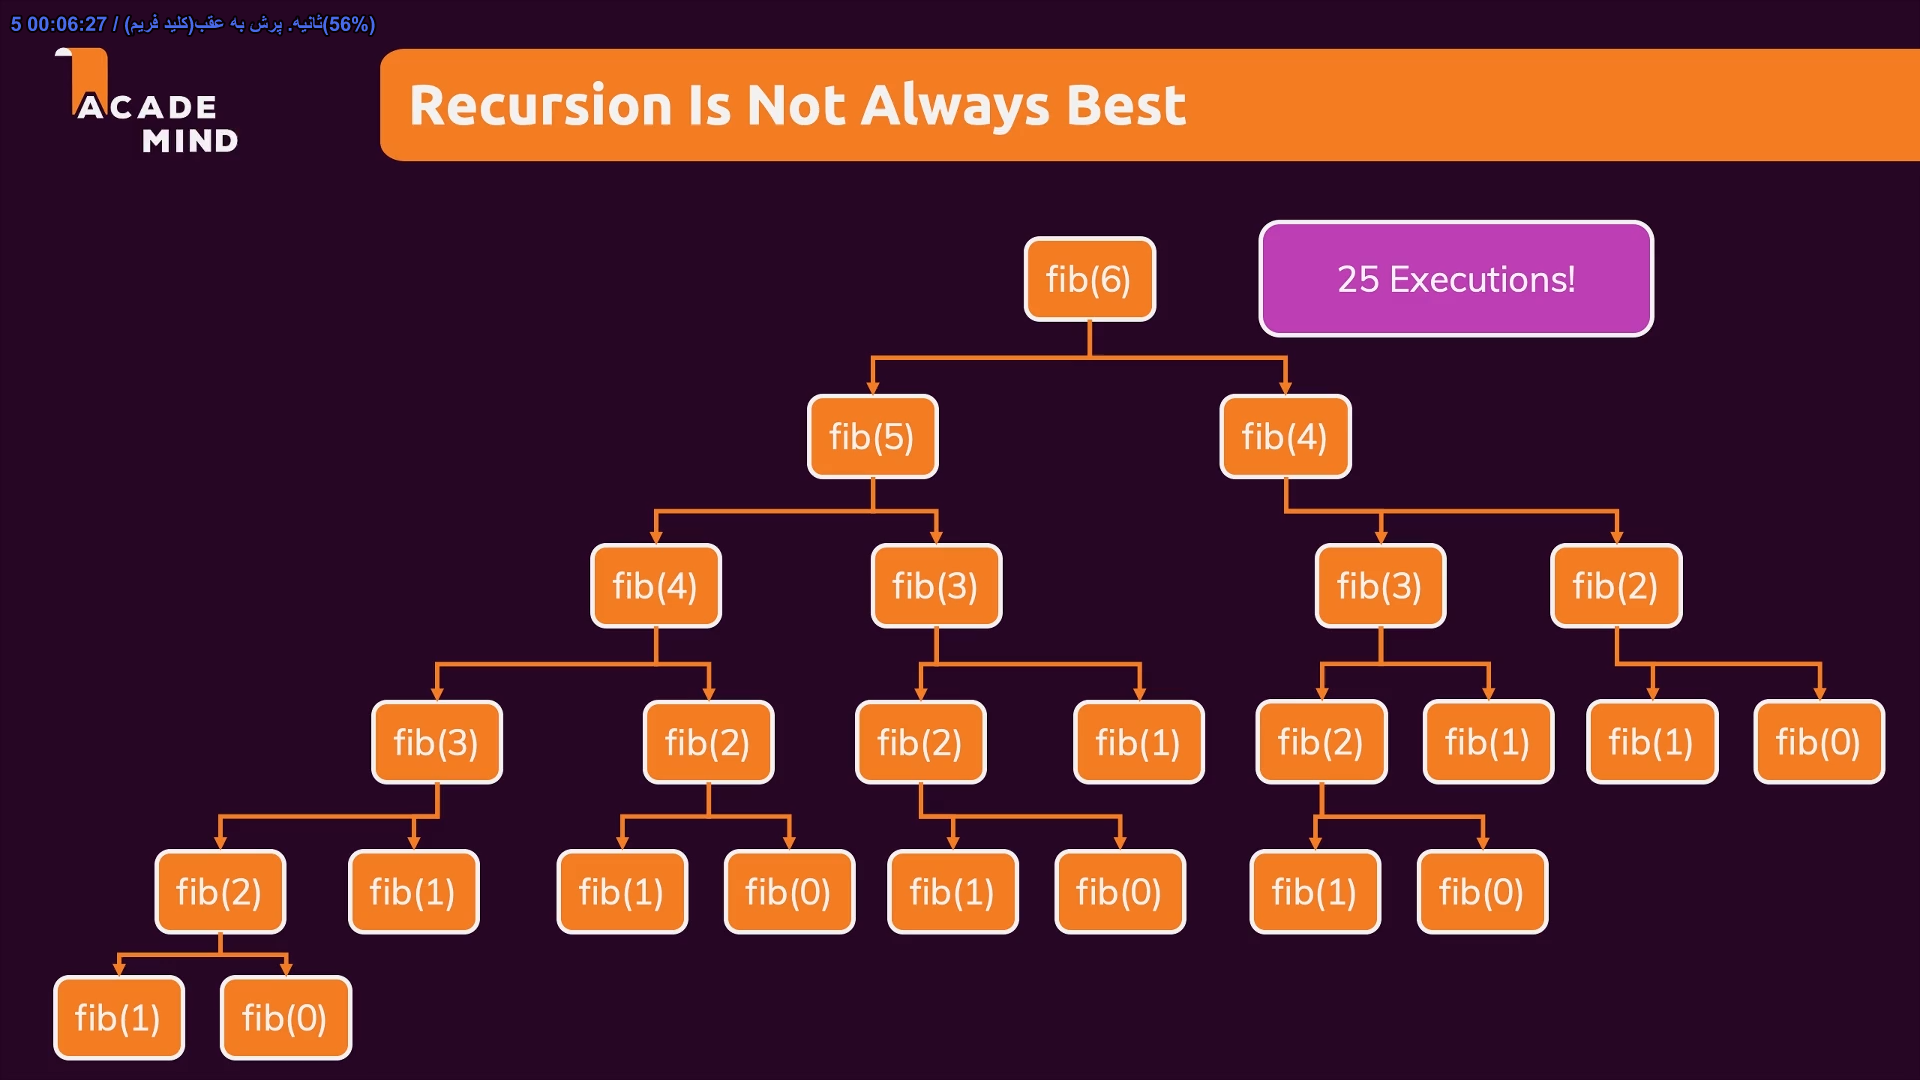 5 00:06:27 / (کلید فریم)ثانیه. پرش به عقب(56%)
ACADE
MIND
Recursion Is Not Always Best
fib(6)
25 Executions!
fib(5)
fib(4)
fib(4)
fib(3)
fib(3)
fib(2)
fib(3)
fib(2)
fib(2)
fib(1)
fib(2)
fib(1)
fib(1)
fib(0)
fib(2)
fib(1)
fib(1)
fib(0)
fib(1)
fib(0)
fib(1)
fib(0)
fib(1)
fib(0)